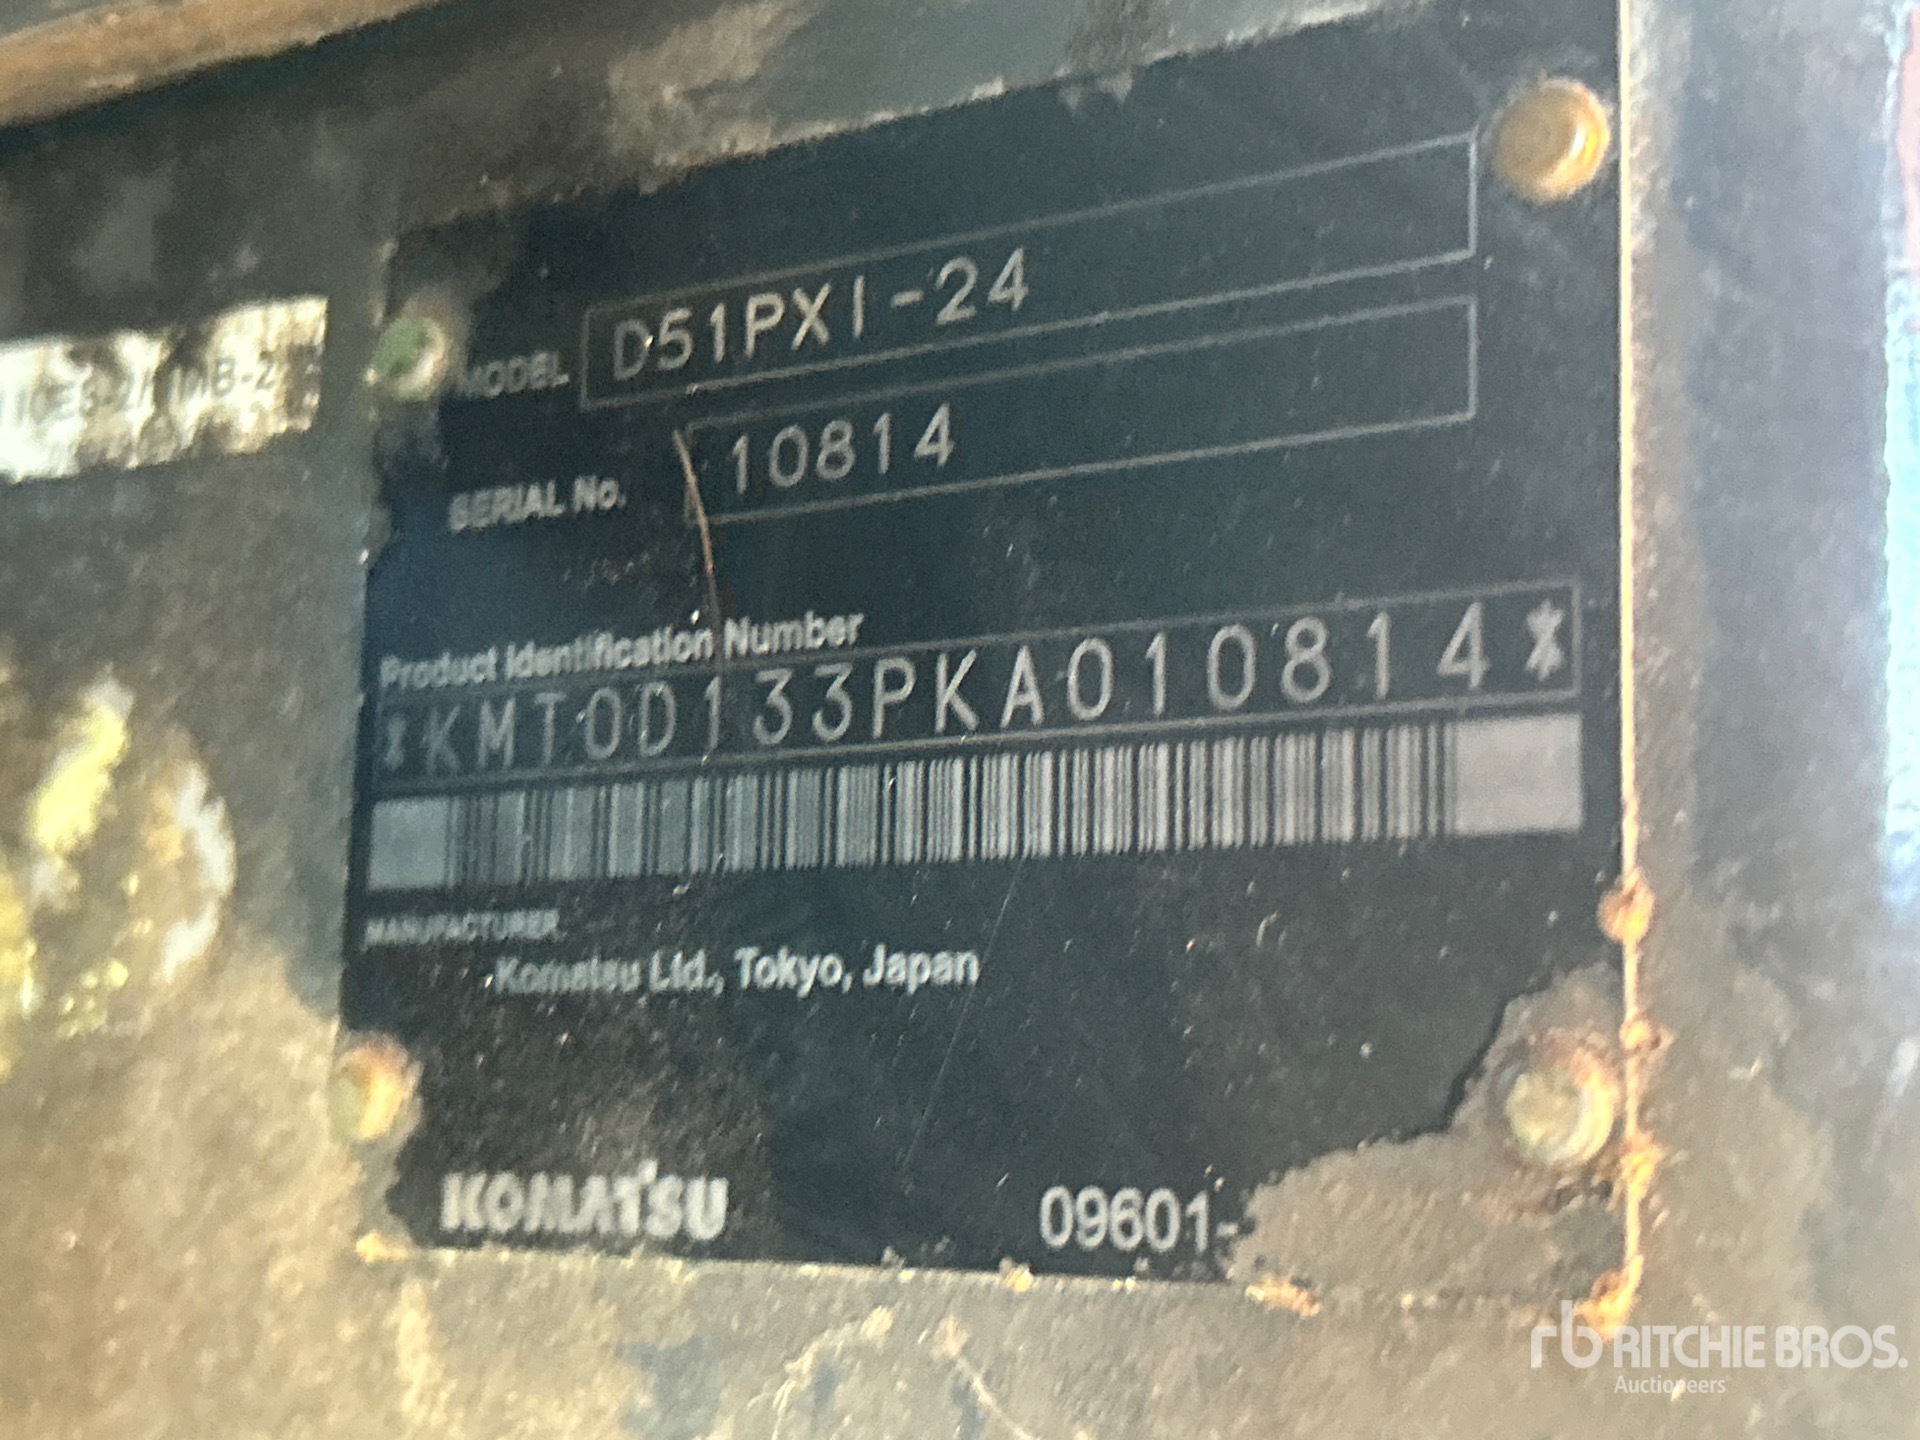 MODEL D51PXI-24
SERIAL No. 10814
Product Identification Number
*KMT0D133PKA010814*
MANUFACTURER
Komatsu Ltd., Tokyo, Japan
KOMATSU 09601-
rb RITCHIE BROS.
Auctioneers